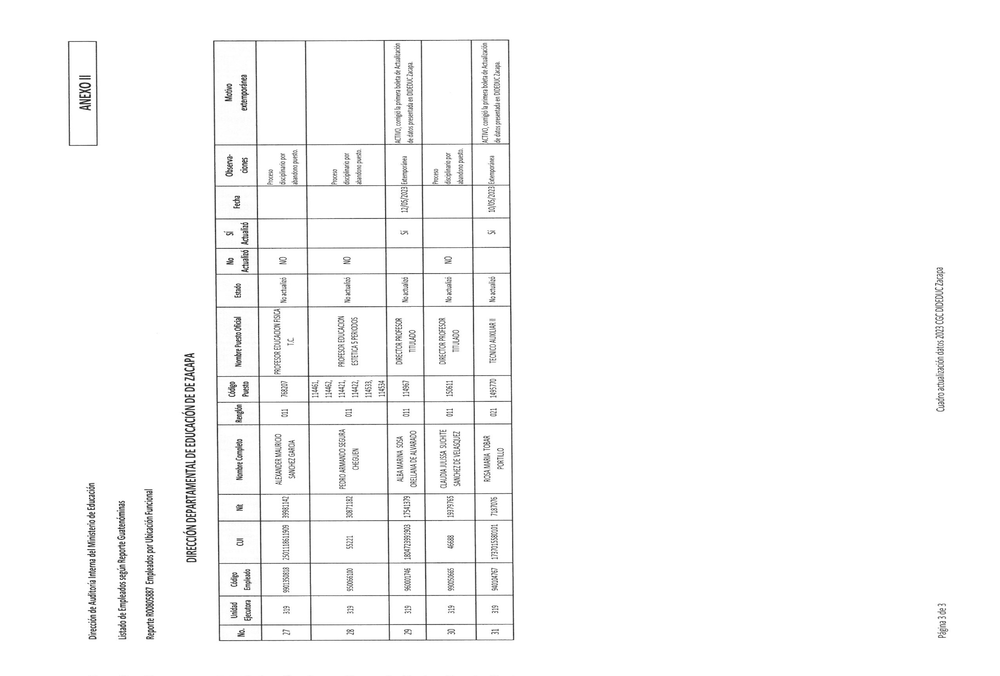 ANEXO II
Dirección de Auditoría Interna del Ministerio de Educación
Listado de Empleados según Reporte Guatenóminas
Reporte R00805887 Empleados por Ubicación Funcional
DIRECCIÓN DEPARTAMENTAL DE EDUCACIÓN DE DE ZACAPA
No. | Unidad Ejecutora | Código Empleado | CUI | Nit | Nombre Completo | Renglón | Código Puesto | Nombre Puesto Oficial | Estado | No Actualizó | Sí Actualizó | Fecha | Observa-ciones | Motivo extemporánea
27 | 319 | 9901350818 | 2501118611909 | 39981142 | ALEXANDER MAURICIO SANCHEZ GARCIA | 011 | 768207 | PROFESOR EDUCACION FISICA T.C. | No actualizó | NO | | | Proceso disciplinario por abandono puesto. |
28 | 319 | 950066100 | 55221 | 30871182 | PEDRO ARMANDO SEGURA CHEGUEN | 011 | 114461, 114462, 114421, 114422, 114533, 114534 | PROFESOR EDUCACION ESTETICA 5 PERIODOS | No actualizó | NO | | | Proceso disciplinario por abandono puesto. |
29 | 319 | 960001746 | 1804723991903 | 17541379 | ALBA MARINA SOSA ORELLANA DE ALVARADO | 011 | 114967 | DIRECTOR PROFESOR TITULADO | No actualizó | | Sí | 12/05/2023 | Extemporánea | ACTIVO, corrigió la primera boleta de Actualización de datos presentada en DIDEDUC Zacapa.
30 | 319 | 990050665 | 46688 | 19379765 | CLAUDIA JULISSA SUCHITE SANCHEZ DE VELASQUEZ | 011 | 150611 | DIRECTOR PROFESOR TITULADO | No actualizó | NO | | | Proceso disciplinario por abandono puesto. |
31 | 319 | 940104767 | 1737015580101 | 7187076 | ROSA MARIA TOBAR PORTILLO | 021 | 1495770 | TECNICO AUXILIAR II | No actualizó | | Sí | 10/05/2023 | Extemporánea | ACTIVO, corrigió la primera boleta de Actualización de datos presentada en DIDEDUC Zacapa.
Página 3 de 3
Cuadro actualización datos 2023 CGC DIDEDUC Zacapa